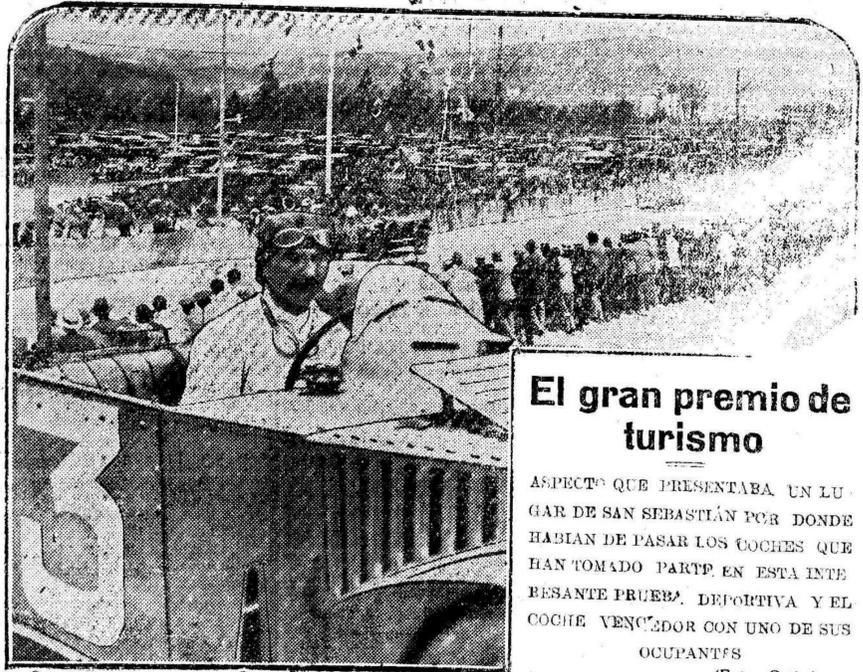 3
El gran premio de
turismo
ASPECTO QUE PRESENTABA UN LU-
GAR DE SAN SEBASTIÁN POR DONDE
HABIAN DE PASAR LOS COCHES QUE
HAN TOMADO PARTE EN ESTA INTE
RESANTE PRUEBA DEPORTIVA Y EL
COCHE VENCEDOR CON UNO DE SUS
OCUPANTES